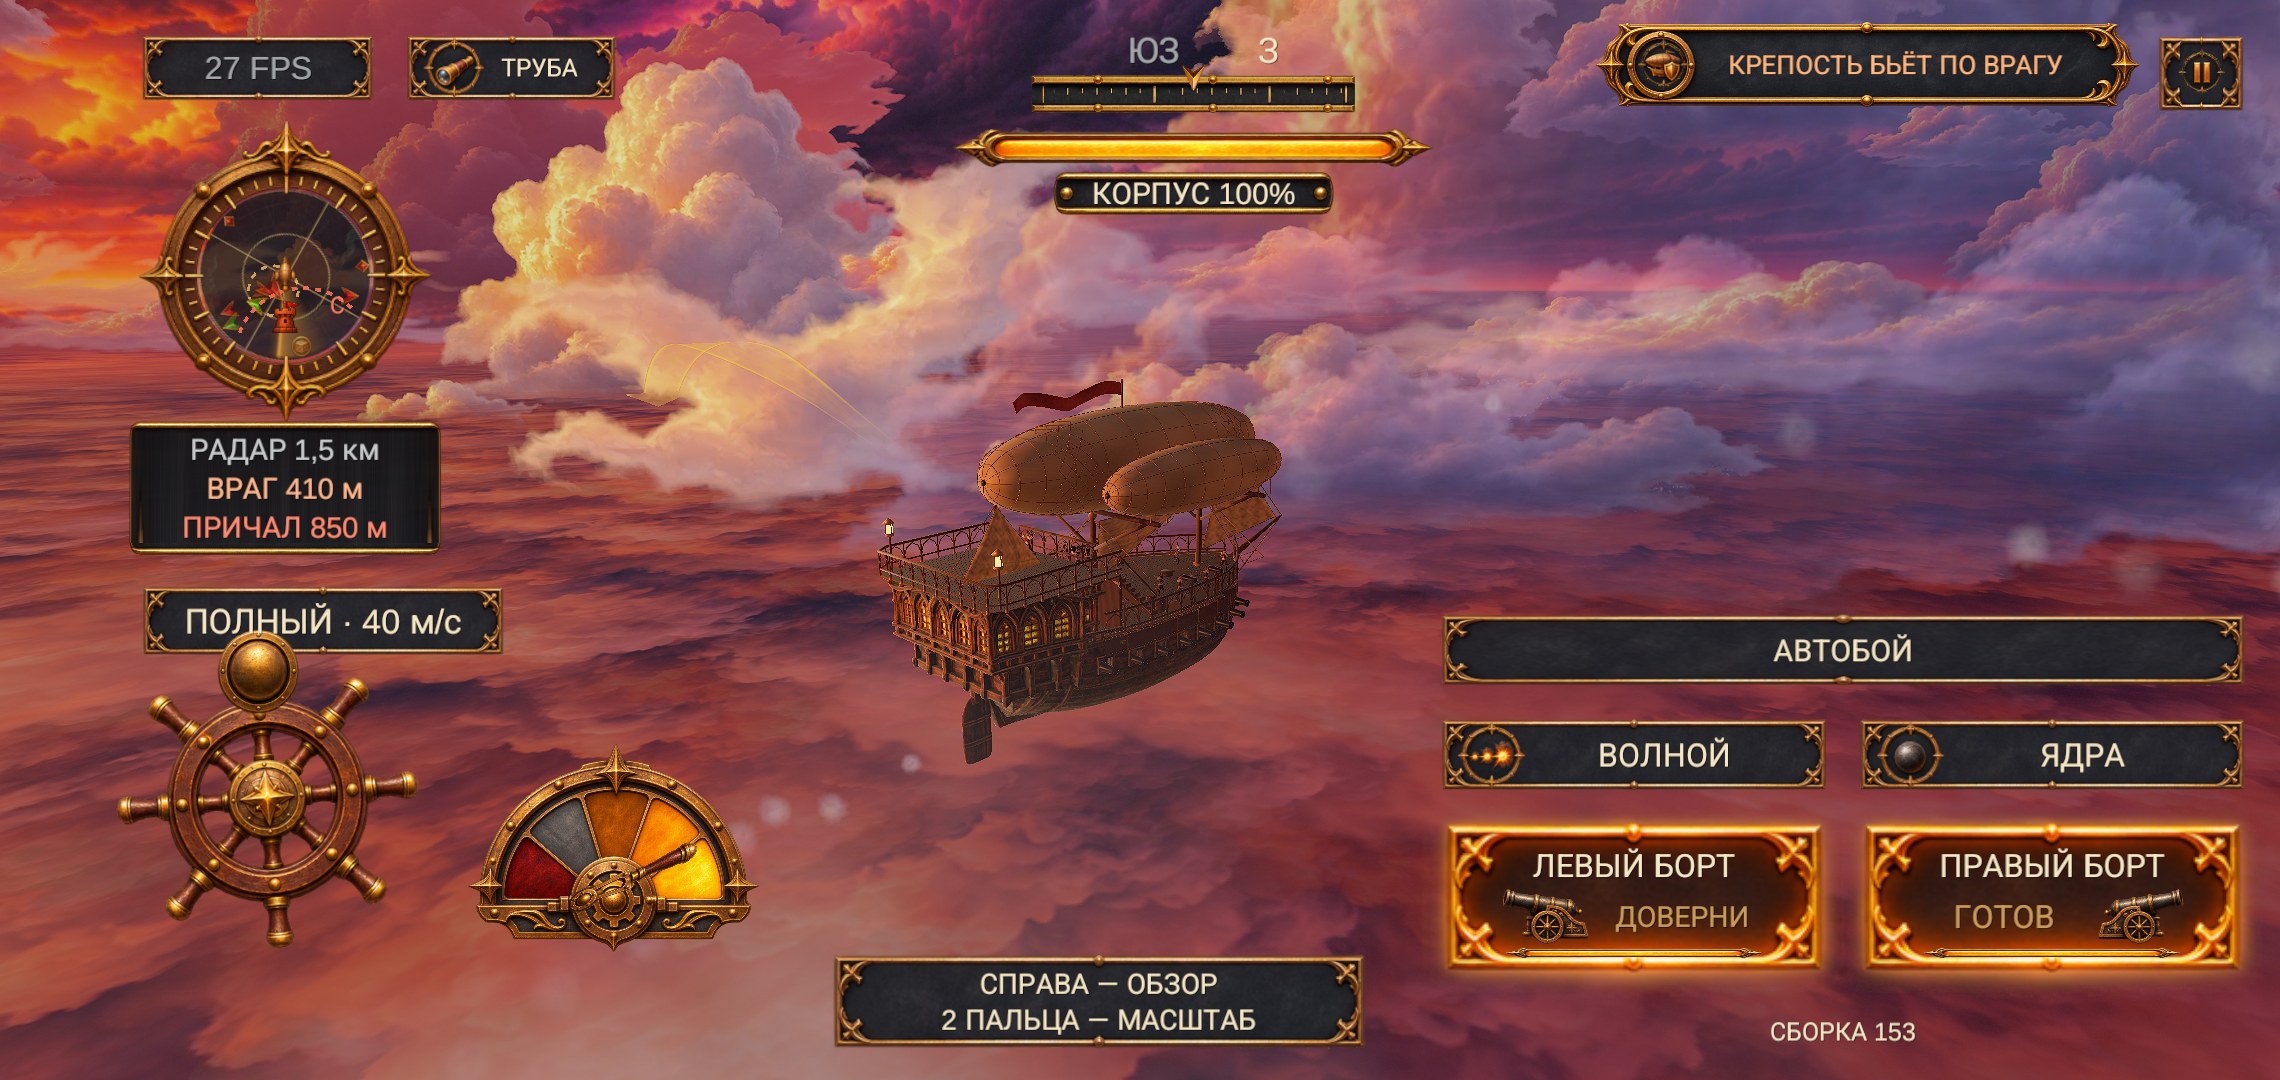 27 FPS
ТРУБА
ЮЗ
З
КРЕПОСТЬ БЬЁТ ПО ВРАГУ
КОРПУС 100%
С
РАДАР 1,5 км
ВРАГ 410 м
ПРИЧАЛ 850 м
ПОЛНЫЙ · 40 м/с
АВТОБОЙ
ВОЛНОЙ
ЯДРА
ЛЕВЫЙ БОРТ
ДОВЕРНИ
ПРАВЫЙ БОРТ
ГОТОВ
СПРАВА — ОБЗОР
2 ПАЛЬЦА — МАСШТАБ
СБОРКА 153